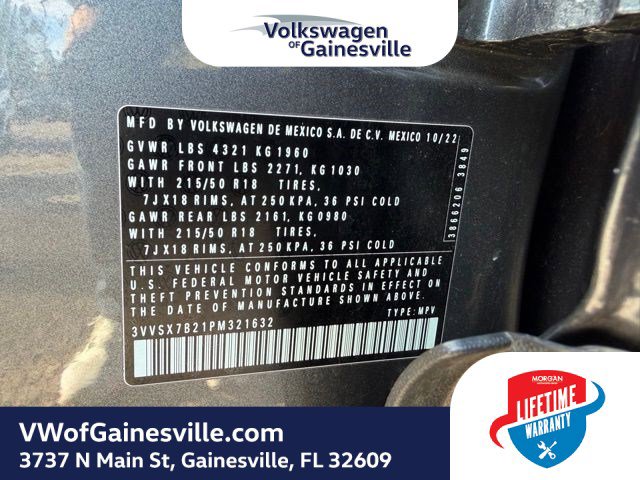 Volkswagen
OF Gainesville
MFD BY VOLKSWAGEN DE MEXICO S.A. DE C.V. MEXICO 10/22
GVWR LBS 4321 KG 1960
GAWR FRONT LBS 2271, KG 1030
WITH 215/50 R18 TIRES,
7JX18 RIMS, AT 250 KPA, 36 PSI COLD
GAWR REAR LBS 2161, KG 0980
WITH 215/50 R18 TIRES,
7JX18 RIMS, AT 250 KPA, 36 PSI COLD
3866206 3849
THIS VEHICLE CONFORMS TO ALL APPLICABLE
U.S. FEDERAL MOTOR VEHICLE SAFETY AND
THEFT PREVENTION STANDARDS IN EFFECT ON
THE DATE OF MANUFACTURE SHOWN ABOVE.
3VVSX7B21PM321632 TYPE: MPV
MORGAN
LIFETIME
WARRANTY
VWofGainesville.com
3737 N Main St, Gainesville, FL 32609